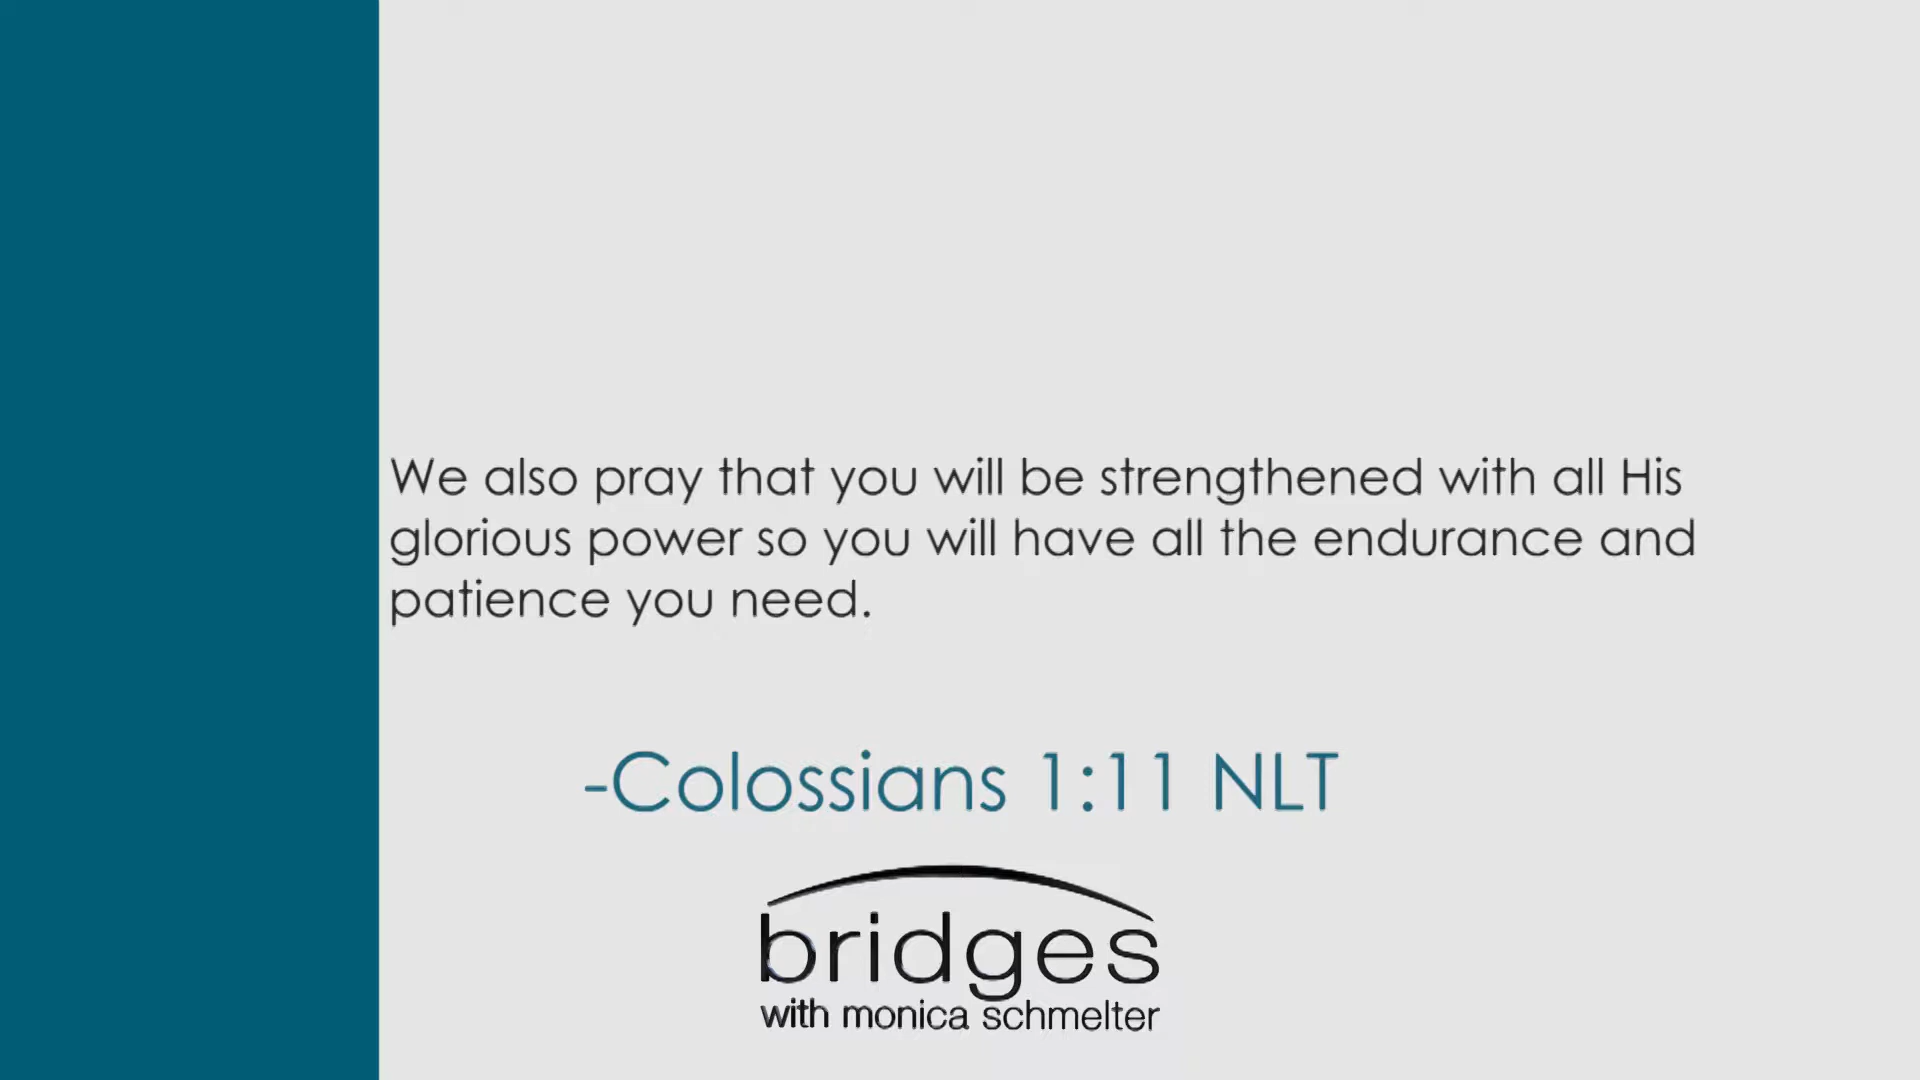 We also pray that you will be strengthened with all His
glorious power so you will have all the endurance and
patience you need.
-Colossians 1:11 NLT
bridges
with monica schmelter